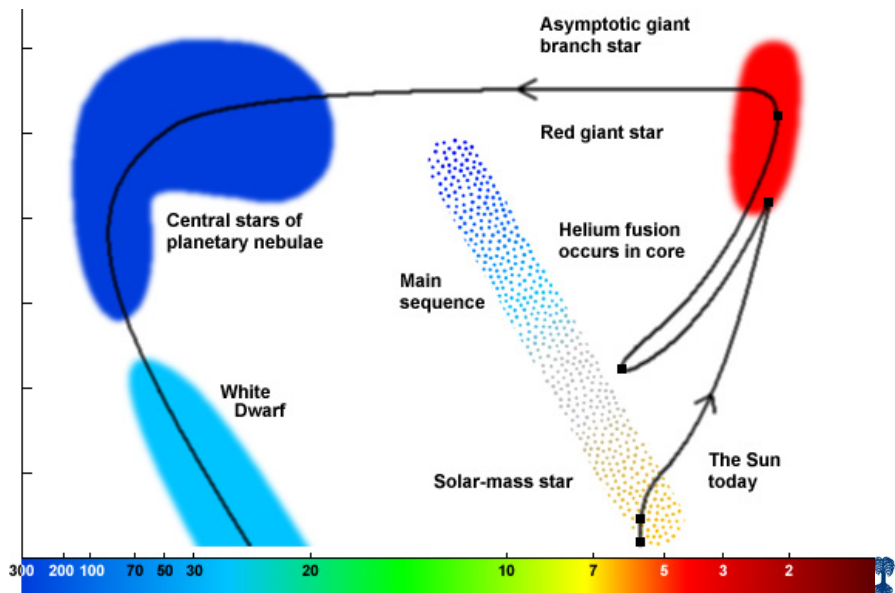 Asymptotic giant
branch star
Red giant star
Central stars of
planetary nebulae
Helium fusion
occurs in core
Main
sequence
White
Dwarf
Solar-mass star
The Sun
today
300 200 100 70 50 30 20 10 7 5 3 2